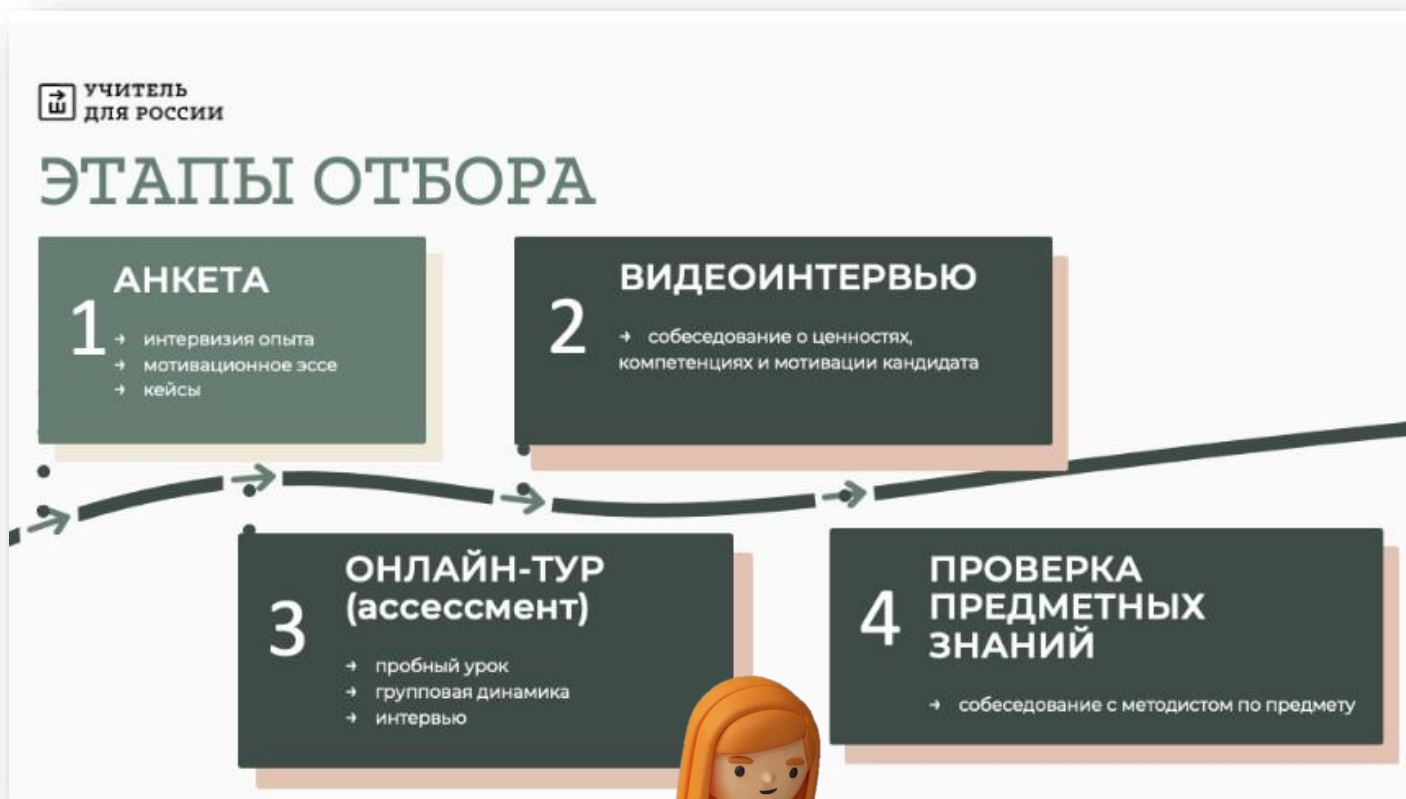 УЧИТЕЛЬ
ДЛЯ РОССИИ
ЭТАПЫ ОТБОРА
1
АНКЕТА
→ интервизия опыта
→ мотивационное эссе
→ кейсы
2
ВИДЕОИНТЕРВЬЮ
→ собеседование о ценностях,
компетенциях и мотивации кандидата
3
ОНЛАЙН-ТУР
(ассессмент)
→ пробный урок
→ групповая динамика
→ интервью
4
ПРОВЕРКА
ПРЕДМЕТНЫХ
ЗНАНИЙ
→ собеседование с методистом по предмету